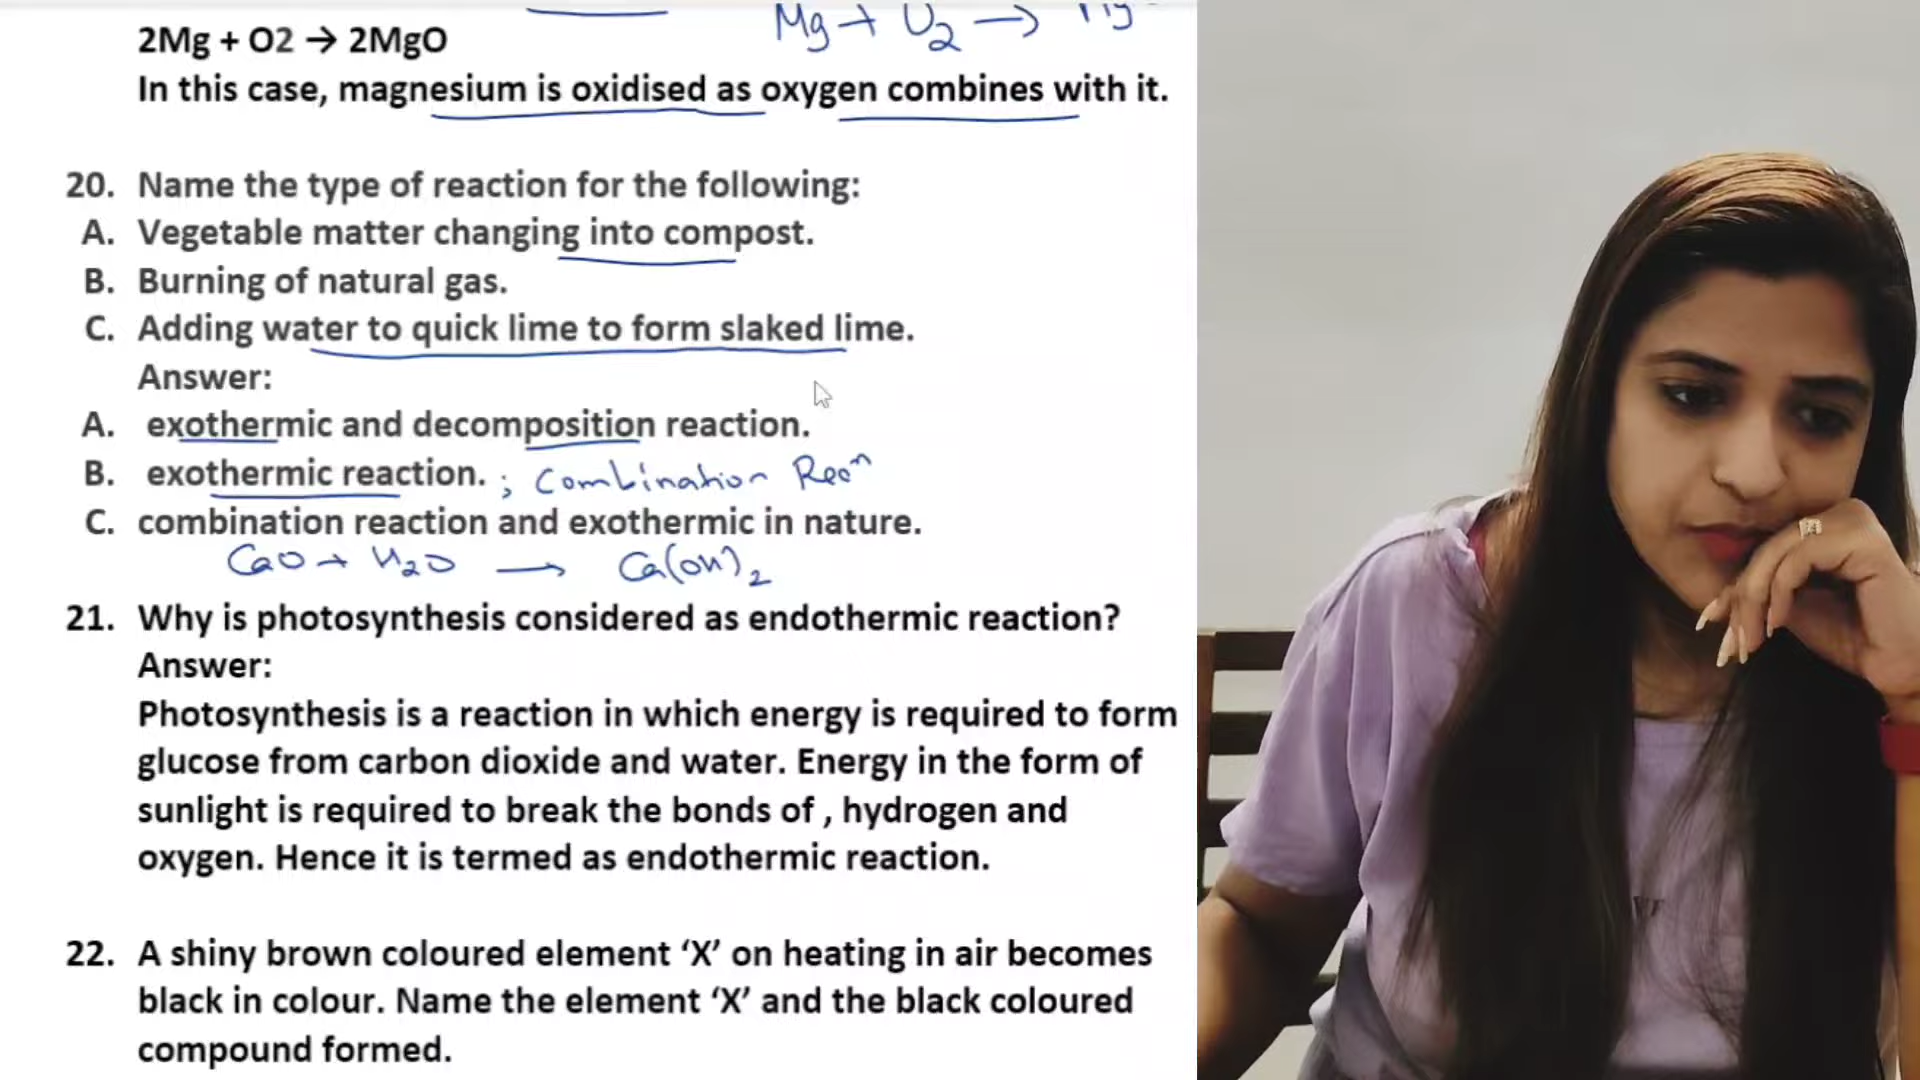 Mg + O2 →
2Mg + O2 → 2MgO
In this case, magnesium is oxidised as oxygen combines with it.
20. Name the type of reaction for the following:
A. Vegetable matter changing into compost.
B. Burning of natural gas.
C. Adding water to quick lime to form slaked lime.
Answer:
A. exothermic and decomposition reaction.
B. exothermic reaction. ; Combination Reaⁿ
C. combination reaction and exothermic in nature.
CaO + H2O → Ca(OH)2
21. Why is photosynthesis considered as endothermic reaction?
Answer:
Photosynthesis is a reaction in which energy is required to form
glucose from carbon dioxide and water. Energy in the form of
sunlight is required to break the bonds of , hydrogen and
oxygen. Hence it is termed as endothermic reaction.
22. A shiny brown coloured element ‘X’ on heating in air becomes
black in colour. Name the element ‘X’ and the black coloured
compound formed.